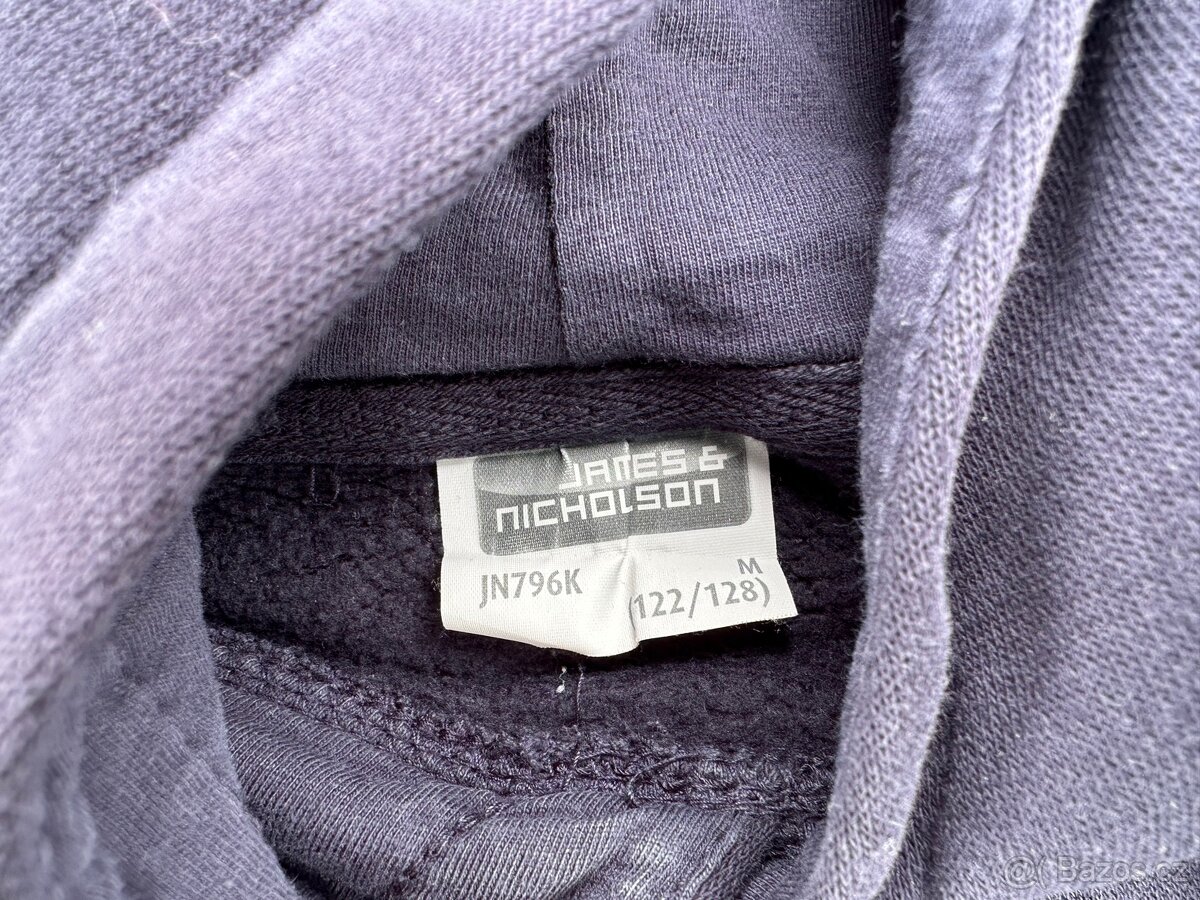 JAMES &
NICHOLSON
JN796K
M
(122/128)
@ Bazos.cz